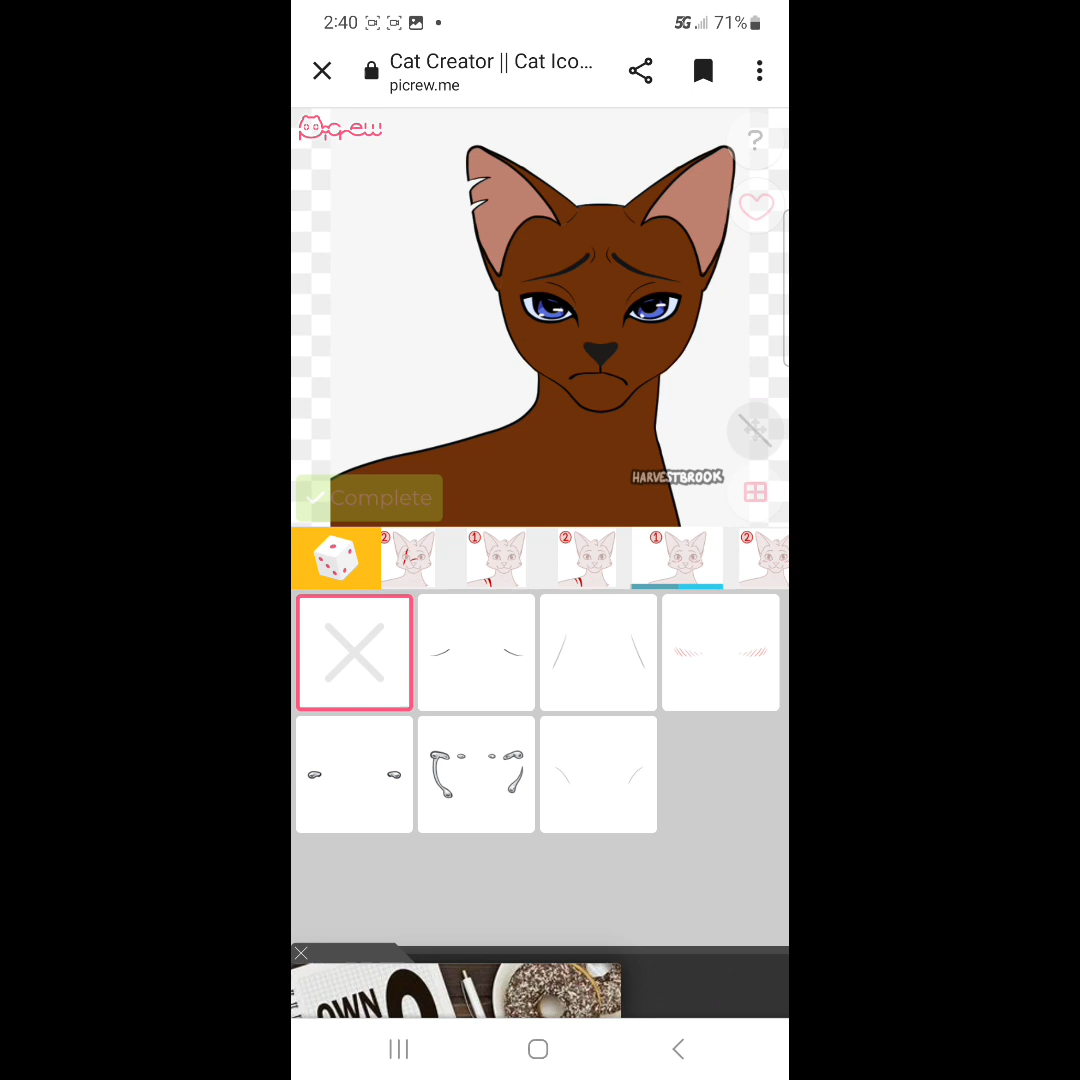 2:40
5G 71%
Cat Creator || Cat Ico...
picrew.me
Picrew
?
HARVESTBROOK
Complete
2
1
2
1
2
OWN